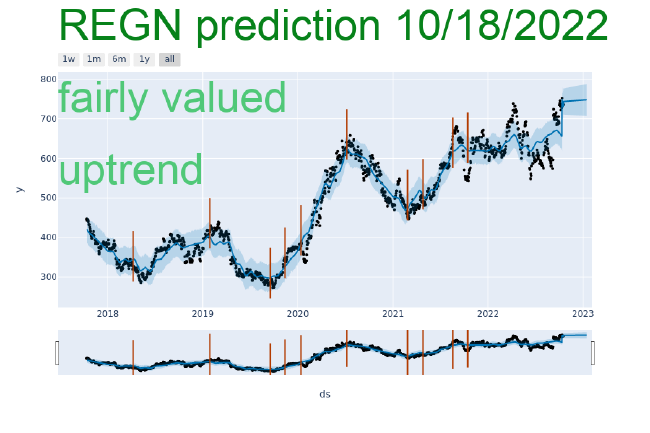 REGN prediction 10/18/2022
1w 1m 6m 1y all
fairly valued
uptrend
800
700
600
500
400
300
y
2018 2019 2020 2021 2022 2023
ds